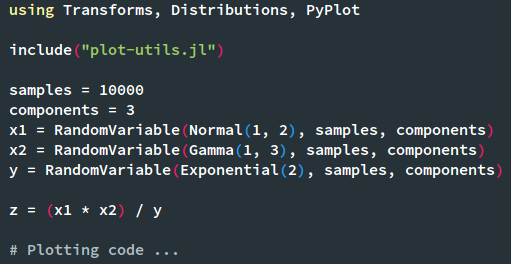 using Transforms, Distributions, PyPlot
include("plot-utils.jl")
samples = 10000
components = 3
x1 = RandomVariable(Normal(1, 2), samples, components)
x2 = RandomVariable(Gamma(1, 3), samples, components)
y = RandomVariable(Exponential(2), samples, components)
z = (x1 * x2) / y
# Plotting code ...